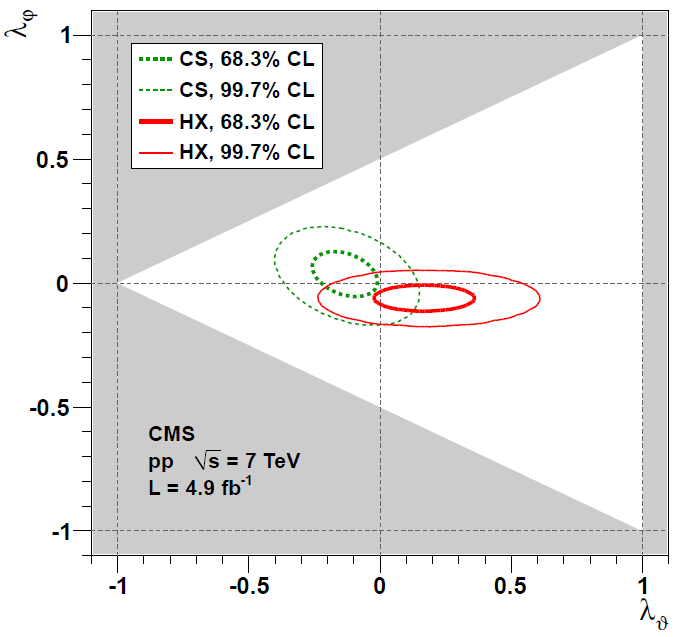 λφ
1
CS, 68.3% CL
CS, 99.7% CL
HX, 68.3% CL
HX, 99.7% CL
0.5
0
-0.5
CMS
pp √s = 7 TeV
L = 4.9 fb⁻¹
-1
-1 -0.5 0 0.5 1
λϑ